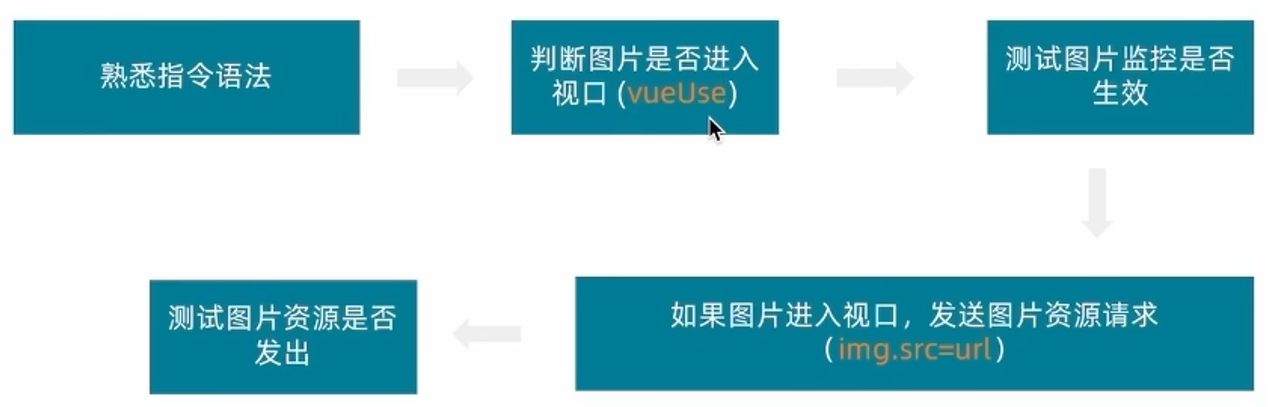 熟悉指令语法
判断图片是否进入
视口 (vueUse)
测试图片监控是否
生效
如果图片进入视口，发送图片资源请求
（img.src=url）
测试图片资源是否
发出